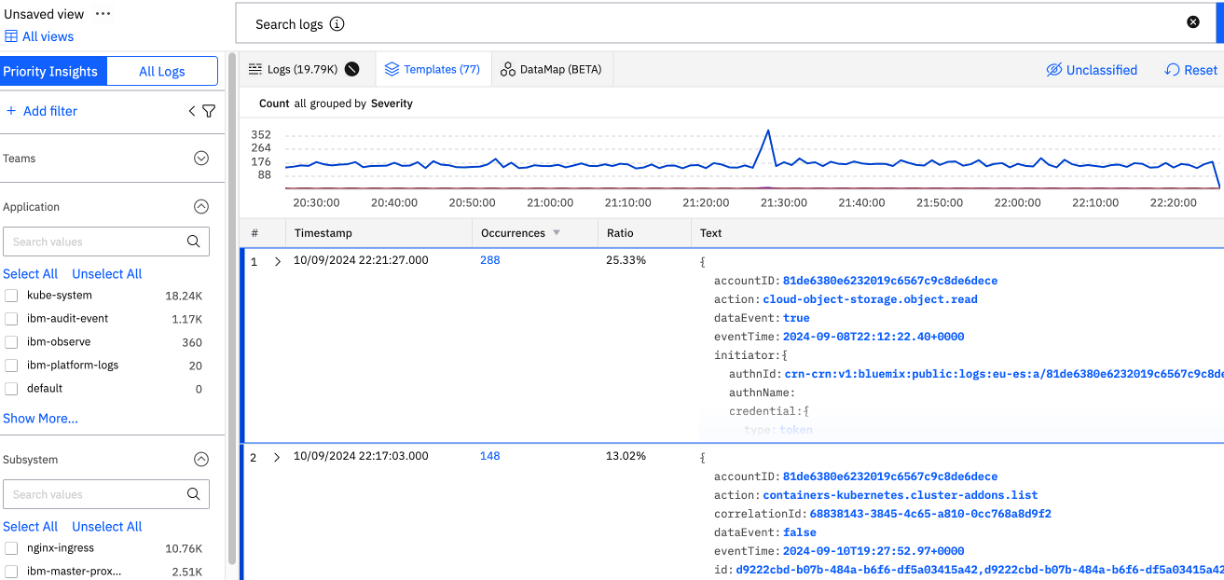 Unsaved view ...
All views
Search logs
Priority Insights All Logs
Logs (19.79K) Templates (77) DataMap (BETA) Unclassified Reset
+ Add filter
Count all grouped by Severity
352
264
176
88
20:30:00 20:40:00 20:50:00 21:00:00 21:10:00 21:20:00 21:30:00 21:40:00 21:50:00 22:00:00 22:10:00 22:20:00
Teams
Application
Search values
Select All Unselect All
kube-system 18.24K
ibm-audit-event 1.17K
ibm-observe 360
ibm-platform-logs 20
default 0
Show More...
Subsystem
Search values
Select All Unselect All
nginx-ingress 10.76K
ibm-master-prox... 2.51K
# Timestamp Occurrences Ratio Text
1 10/09/2024 22:21:27.000 288 25.33% {
accountID: 81de6380e6232019c6567c9c8de6dece
action: cloud-object-storage.object.read
dataEvent: true
eventTime: 2024-09-08T22:12:22.40+0000
initiator:{
authnId: crn-crn:v1:bluemix:public:logs:eu-es:a/81de6380e6232019c6567c9c8de
authnName:
credential:{
type: token
2 10/09/2024 22:17:03.000 148 13.02% {
accountID: 81de6380e6232019c6567c9c8de6dece
action: containers-kubernetes.cluster-addons.list
correlationId: 68838143-3845-4c65-a810-0cc768a8d9f2
dataEvent: false
eventTime: 2024-09-10T19:27:52.97+0000
id: d9222cbd-b07b-484a-b6f6-df5a03415a42,d9222cbd-b07b-484a-b6f6-df5a03415a42